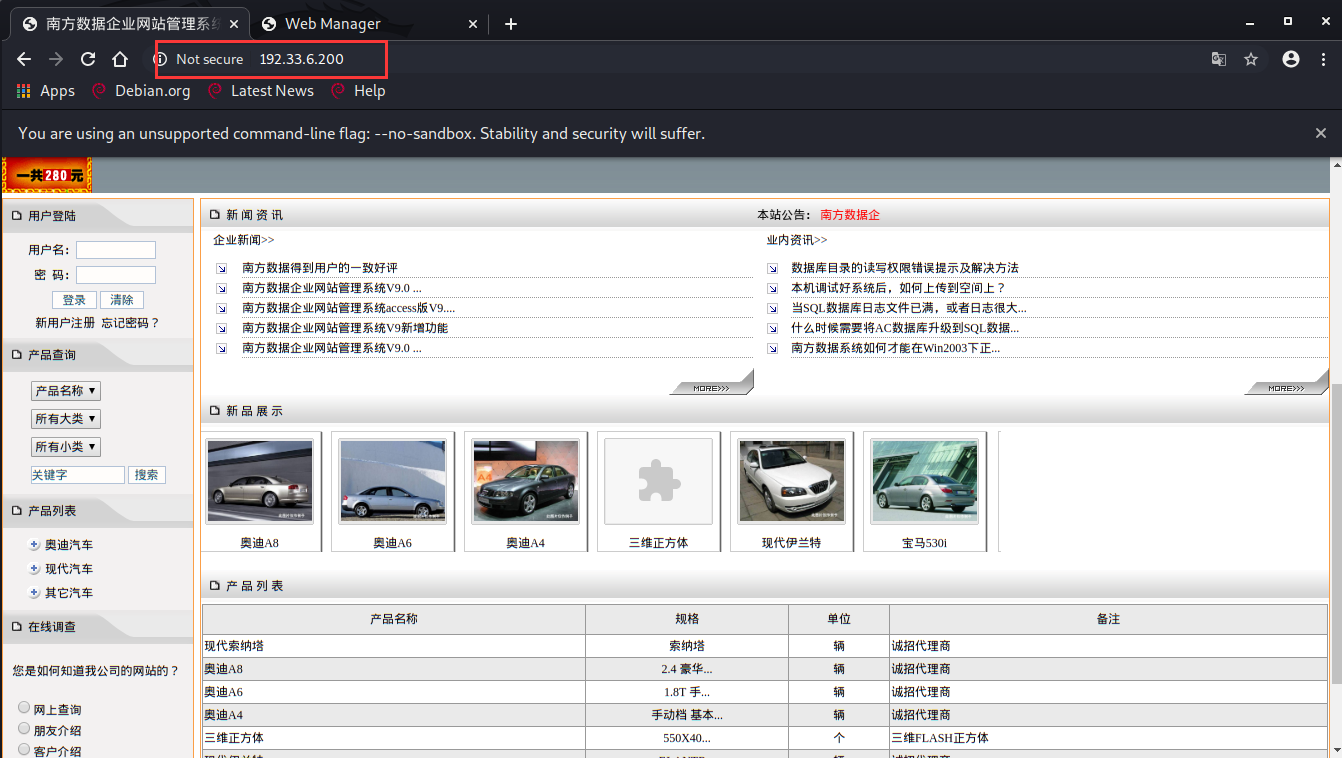 南方数据企业网站管理系统
Web Manager
Not secure 192.33.6.200
Apps Debian.org Latest News Help
You are using an unsupported command-line flag: --no-sandbox. Stability and security will suffer.
一共280元
用户登陆
用户名：
密 码：
登录 清除
新用户注册 忘记密码？
产品查询
产品名称
所有大类
所有小类
关键字 搜索
产品列表
奥迪汽车
现代汽车
其它汽车
在线调查
您是如何知道我公司的网站的？
网上查询
朋友介绍
客户介绍
新 闻 资 讯
本站公告： 南方数据企
企业新闻>>
南方数据得到用户的一致好评
南方数据企业网站管理系统V9.0 ...
南方数据企业网站管理系统access版V9....
南方数据企业网站管理系统V9新增功能
南方数据企业网站管理系统V9.0 ...
MORE>>>
业内资讯>>
数据库目录的读写权限错误提示及解决方法
本机调试好系统后，如何上传到空间上？
当SQL数据库日志文件已满，或者日志很大...
什么时候需要将AC数据库升级到SQL数据...
南方数据系统如何才能在Win2003下正...
MORE>>>
新 品 展 示
奥迪A8 奥迪A6 奥迪A4 三维正方体 现代伊兰特 宝马530i
产 品 列 表
产品名称 规格 单位 备注
现代索纳塔 索纳塔 辆 诚招代理商
奥迪A8 2.4 豪华... 辆 诚招代理商
奥迪A6 1.8T 手... 辆 诚招代理商
奥迪A4 手动档 基本... 辆 诚招代理商
三维正方体 550X40... 个 三维FLASH正方体
现代伊兰特 辆 诚招代理商